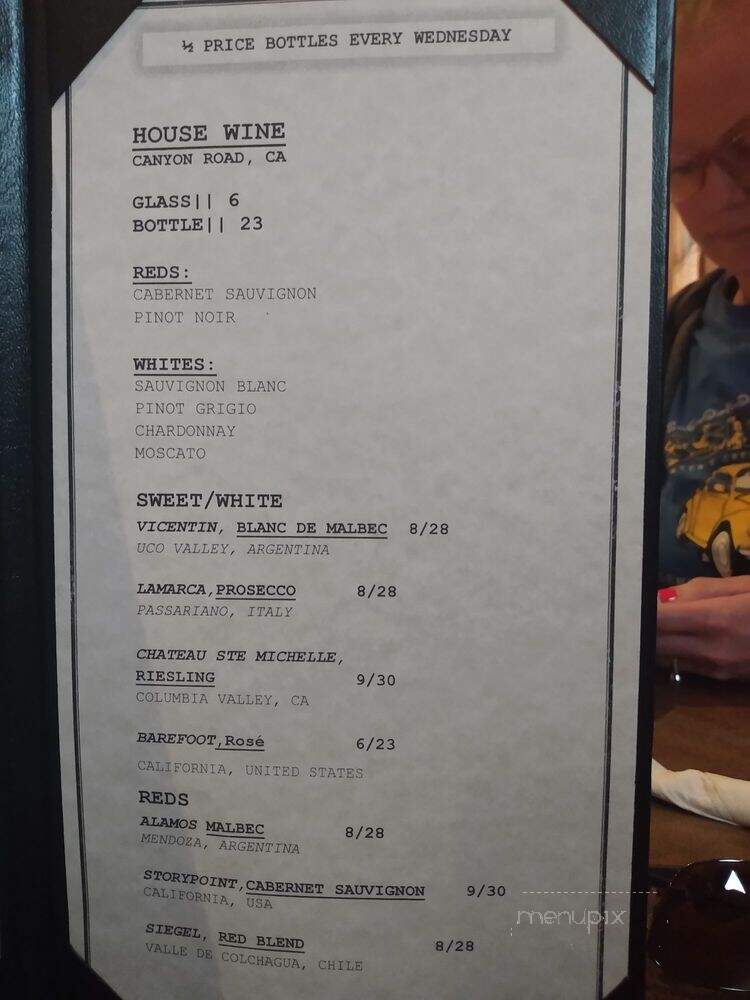 ½ PRICE BOTTLES EVERY WEDNESDAY
HOUSE WINE
CANYON ROAD, CA
GLASS|| 6
BOTTLE|| 23
REDS:
CABERNET SAUVIGNON
PINOT NOIR
WHITES:
SAUVIGNON BLANC
PINOT GRIGIO
CHARDONNAY
MOSCATO
SWEET/WHITE
VICENTIN, BLANC DE MALBEC 8/28
UCO VALLEY, ARGENTINA
LAMARCA,PROSECCO 8/28
PASSARIANO, ITALY
CHATEAU STE MICHELLE,
RIESLING 9/30
COLUMBIA VALLEY, CA
BAREFOOT,Rosé 6/23
CALIFORNIA, UNITED STATES
REDS
ALAMOS MALBEC 8/28
MENDOZA, ARGENTINA
STORYPOINT,CABERNET SAUVIGNON 9/30
CALIFORNIA, USA
SIEGEL, RED BLEND 8/28
VALLE DE COLCHAGUA, CHILE
menupix